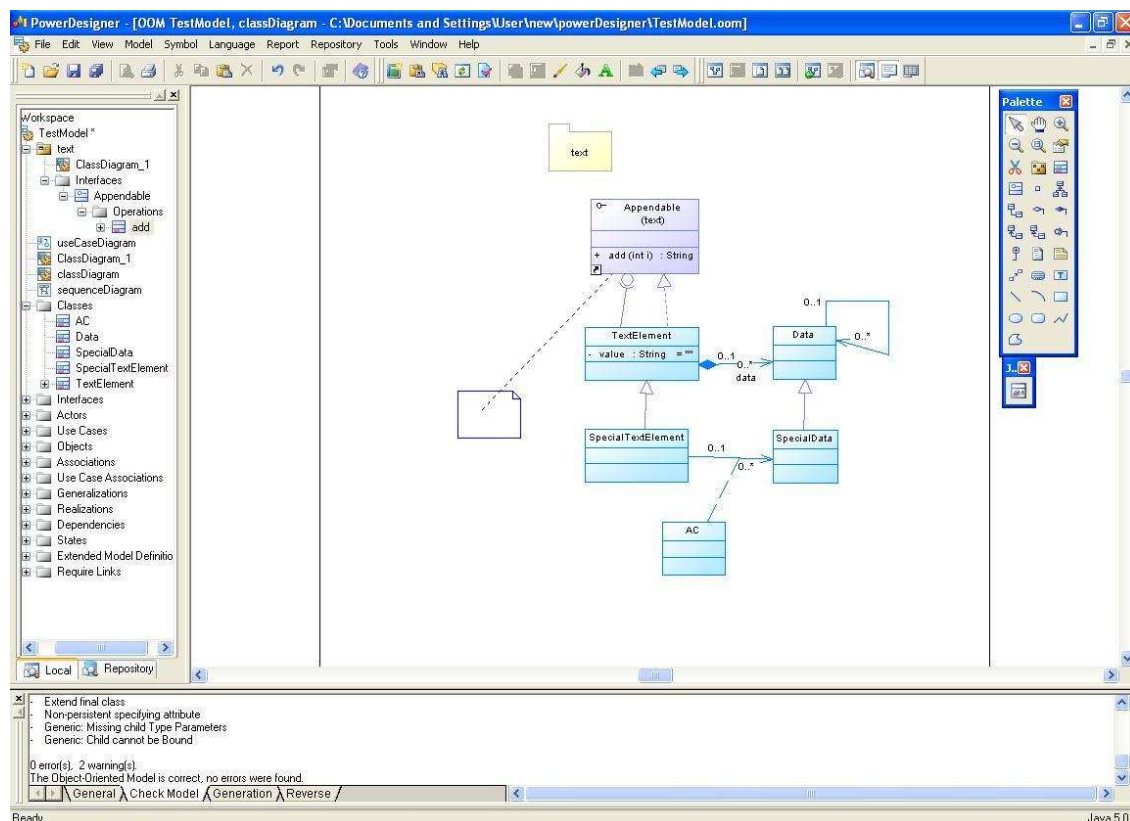 PowerDesigner - [OOM TestModel, classDiagram - C:\Documents and Settings\User\new\powerDesigner\TestModel.oom]
File Edit View Model Symbol Language Report Repository Tools Window Help
Workspace
TestModel *
text
ClassDiagram_1
Interfaces
Appendable
Operations
add
useCaseDiagram
ClassDiagram_1
classDiagram
sequenceDiagram
Classes
AC
Data
SpecialData
SpecialTextElement
TextElement
Interfaces
Actors
Use Cases
Objects
Associations
Use Case Associations
Generalizations
Realizations
Dependencies
States
Extended Model Definitio
Require Links
Local Repository
text
Appendable
(text)
+ add (int i) : String
TextElement
- value : String = ""
0..1
0..*
data
Data
0..1
0..*
SpecialTextElement
0..1
0..*
SpecialData
AC
Palette
J..
- Extend final class
- Non-persistent specifying attribute
- Generic: Missing child Type Parameters
- Generic: Child cannot be Bound
0 error(s), 2 warning(s).
The Object-Oriented Model is correct, no errors were found.
General Check Model Generation Reverse
Ready
Java 5.0